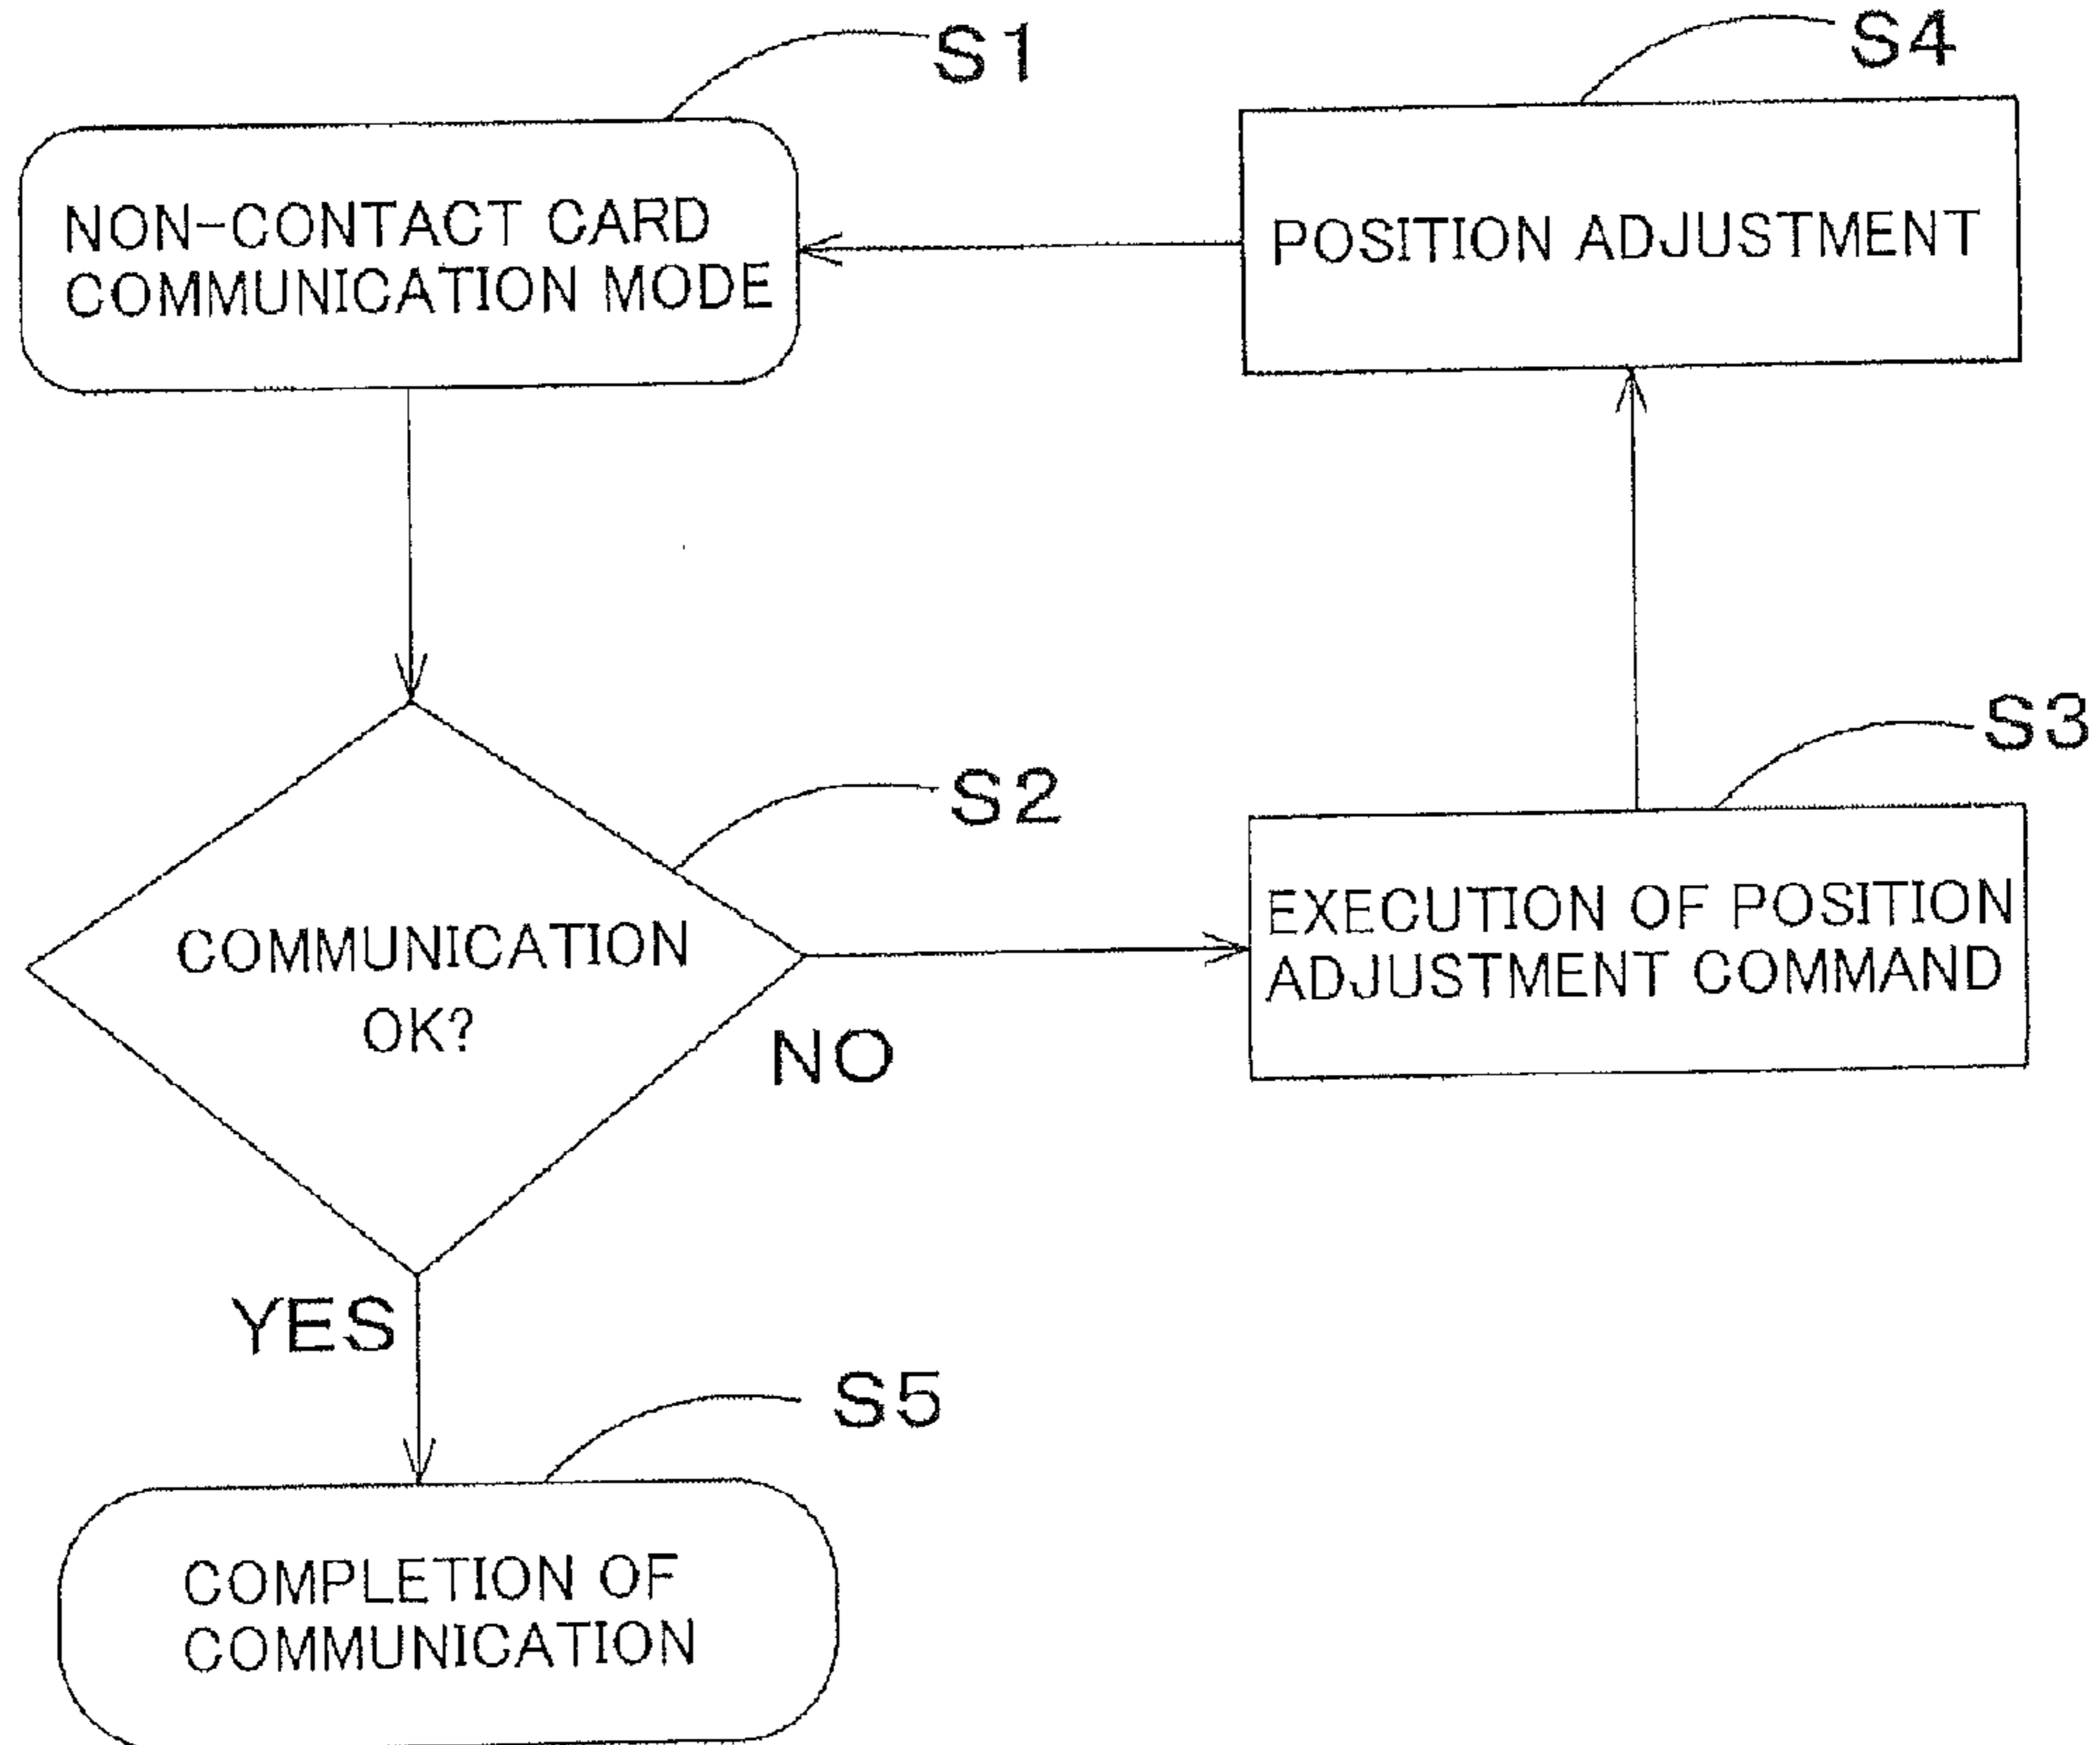 S1
NON-CONTACT CARD
COMMUNICATION MODE
S4
POSITION ADJUSTMENT
S2
COMMUNICATION
OK?
NO
S3
EXECUTION OF POSITION
ADJUSTMENT COMMAND
YES
S5
COMPLETION OF
COMMUNICATION